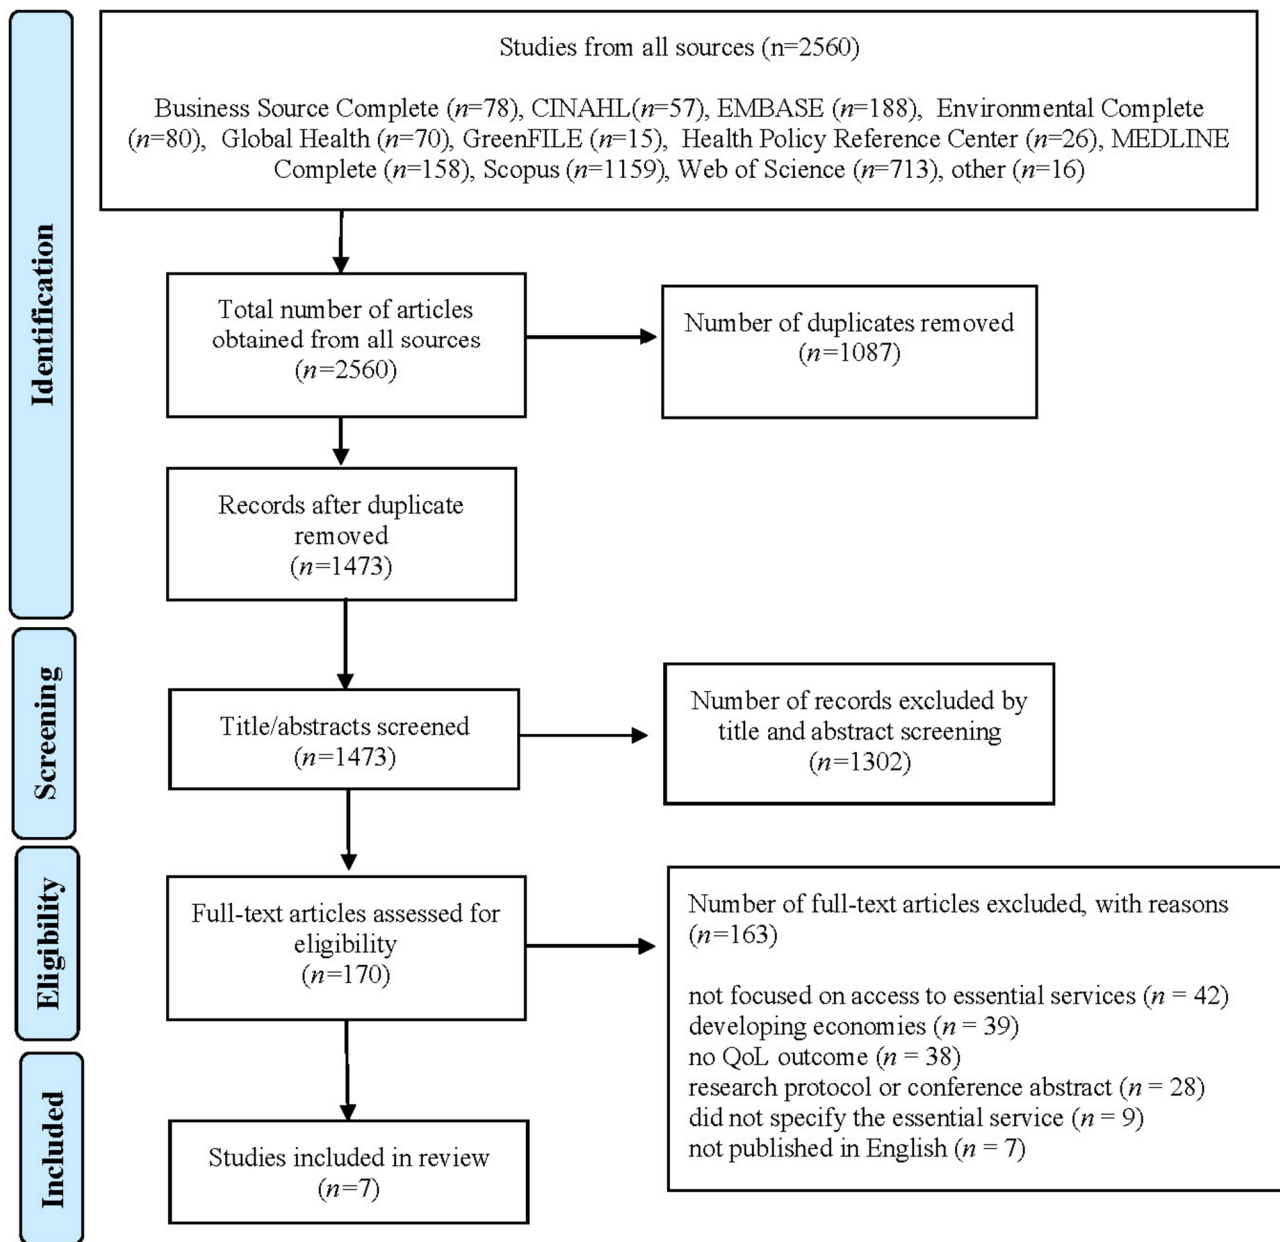 Identification
Studies from all sources (n=2560)
Business Source Complete (n=78), CINAHL(n=57), EMBASE (n=188), Environmental Complete
(n=80), Global Health (n=70), GreenFILE (n=15), Health Policy Reference Center (n=26), MEDLINE
Complete (n=158), Scopus (n=1159), Web of Science (n=713), other (n=16)
Total number of articles
obtained from all sources
(n=2560)
Number of duplicates removed
(n=1087)
Records after duplicate
removed
(n=1473)
Screening
Title/abstracts screened
(n=1473)
Number of records excluded by
title and abstract screening
(n=1302)
Eligibility
Full-text articles assessed for
eligibility
(n=170)
Number of full-text articles excluded, with reasons
(n=163)
not focused on access to essential services (n = 42)
developing economies (n = 39)
no QoL outcome (n = 38)
research protocol or conference abstract (n = 28)
did not specify the essential service (n = 9)
not published in English (n = 7)
Included
Studies included in review
(n=7)